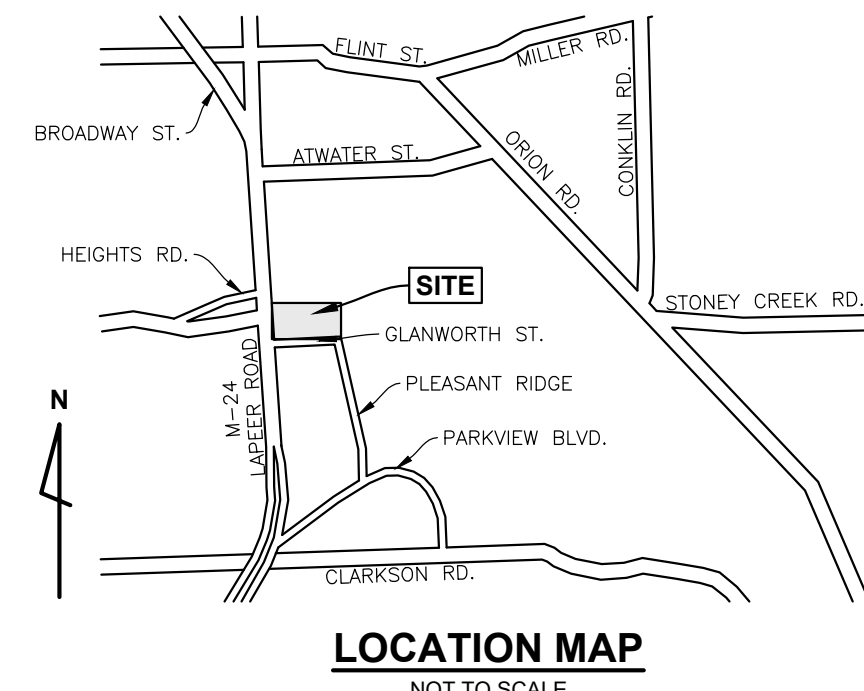 FLINT ST.
MILLER RD.
BROADWAY ST.
CONKLIN RD.
ATWATER ST.
ORION RD.
HEIGHTS RD.
SITE
STONEY CREEK RD.
GLANWORTH ST.
M-24
LAPEER ROAD
PLEASANT RIDGE
N
PARKVIEW BLVD.
CLARKSON RD.
LOCATION MAP
NOT TO SCALE